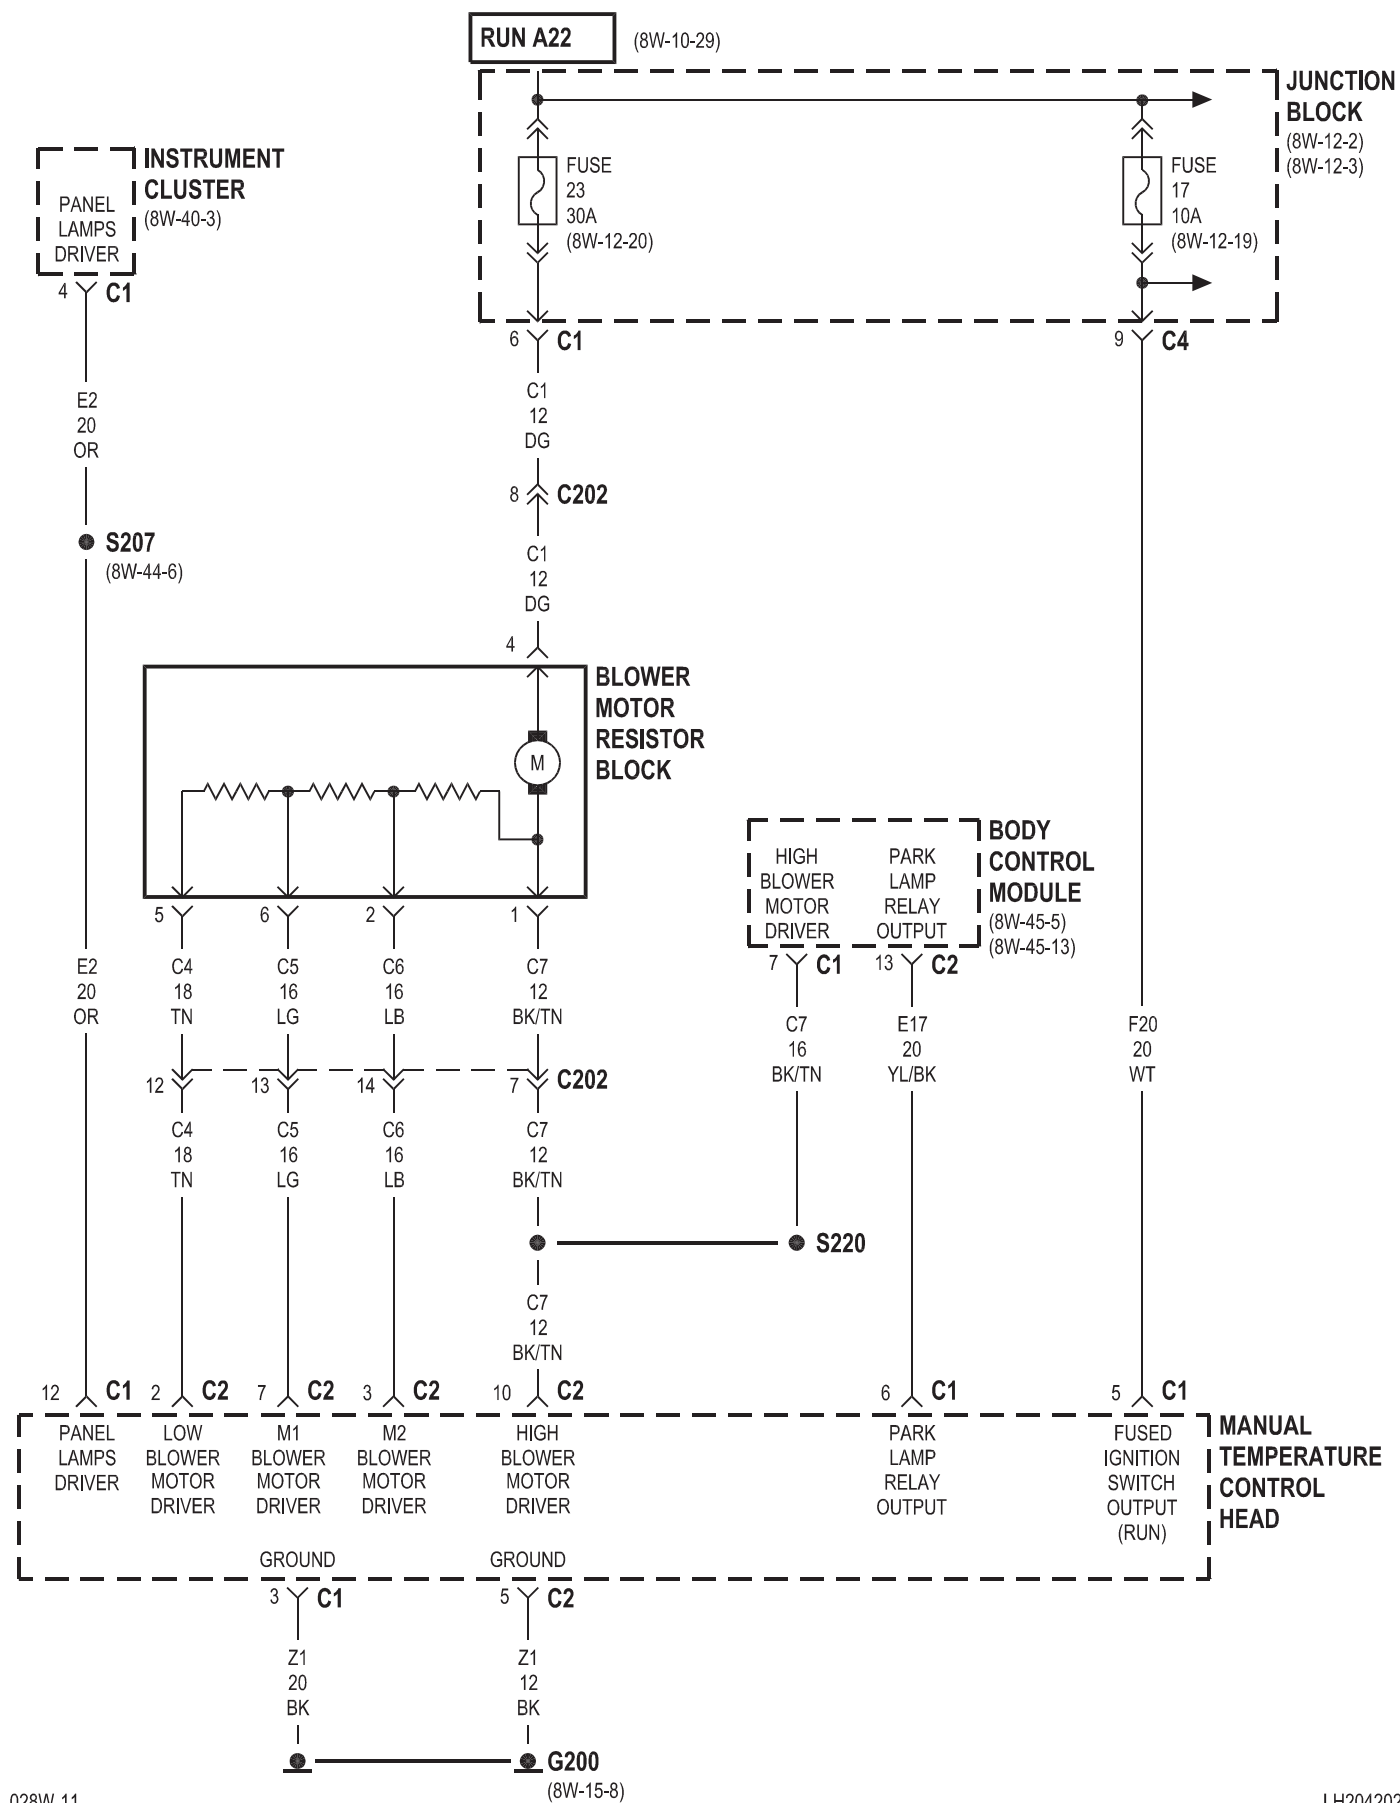 RUN A22
(8W-10-29)
JUNCTION
BLOCK
(8W-12-2)
(8W-12-3)
FUSE
23
30A
(8W-12-20)
FUSE
17
10A
(8W-12-19)
INSTRUMENT
CLUSTER
(8W-40-3)
PANEL
LAMPS
DRIVER
4 C1
6 C1
9 C4
E2
20
OR
C1
12
DG
8 C202
S207
(8W-44-6)
C1
12
DG
4
BLOWER
MOTOR
RESISTOR
BLOCK
M
5 6 2 1
BODY
CONTROL
MODULE
(8W-45-5)
(8W-45-13)
HIGH
BLOWER
MOTOR
DRIVER
PARK
LAMP
RELAY
OUTPUT
7 C1
13 C2
E2
20
OR
C4
18
TN
C5
16
LG
C6
16
LB
C7
12
BK/TN
C7
16
BK/TN
E17
20
YL/BK
F20
20
WT
12 13 14 7 C202
C4
18
TN
C5
16
LG
C6
16
LB
C7
12
BK/TN
S220
C7
12
BK/TN
12 C1 2 C2 7 C2 3 C2 10 C2 6 C1 5 C1
MANUAL
TEMPERATURE
CONTROL
HEAD
PANEL
LAMPS
DRIVER
LOW
BLOWER
MOTOR
DRIVER
M1
BLOWER
MOTOR
DRIVER
M2
BLOWER
MOTOR
DRIVER
HIGH
BLOWER
MOTOR
DRIVER
PARK
LAMP
RELAY
OUTPUT
FUSED
IGNITION
SWITCH
OUTPUT
(RUN)
GROUND GROUND
3 C1 5 C2
Z1
20
BK
Z1
12
BK
G200
(8W-15-8)
028W-11 LH204202